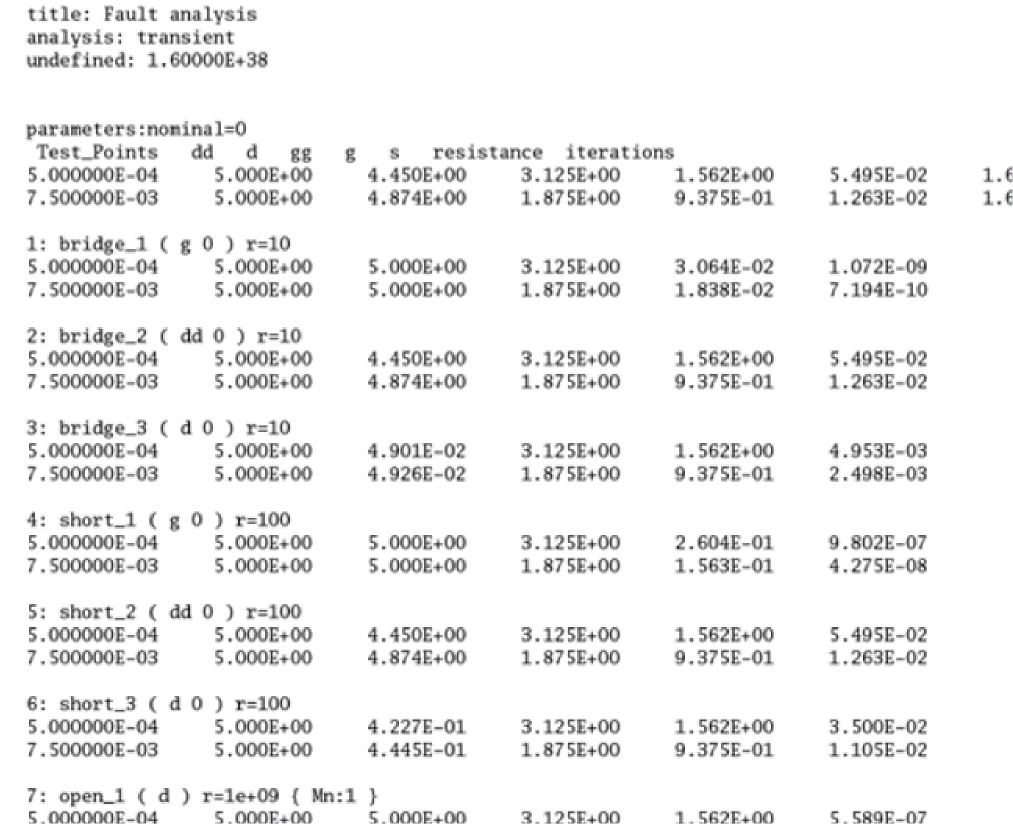 title: Fault analysis
analysis: transient
undefined: 1.60000E+38
parameters:nominal=0
Test_Points dd d gg g s resistance iterations
5.000000E-04 5.000E+00 4.450E+00 3.125E+00 1.562E+00 5.495E-02 1.6
7.500000E-03 5.000E+00 4.874E+00 1.875E+00 9.375E-01 1.263E-02 1.6
1: bridge_1 ( g 0 ) r=10
5.000000E-04 5.000E+00 5.000E+00 3.125E+00 3.064E-02 1.072E-09
7.500000E-03 5.000E+00 5.000E+00 1.875E+00 1.838E-02 7.194E-10
2: bridge_2 ( dd 0 ) r=10
5.000000E-04 5.000E+00 4.450E+00 3.125E+00 1.562E+00 5.495E-02
7.500000E-03 5.000E+00 4.874E+00 1.875E+00 9.375E-01 1.263E-02
3: bridge_3 ( d 0 ) r=10
5.000000E-04 5.000E+00 4.901E-02 3.125E+00 1.562E+00 4.953E-03
7.500000E-03 5.000E+00 4.926E-02 1.875E+00 9.375E-01 2.498E-03
4: short_1 ( g 0 ) r=100
5.000000E-04 5.000E+00 5.000E+00 3.125E+00 2.604E-01 9.802E-07
7.500000E-03 5.000E+00 5.000E+00 1.875E+00 1.563E-01 4.275E-08
5: short_2 ( dd 0 ) r=100
5.000000E-04 5.000E+00 4.450E+00 3.125E+00 1.562E+00 5.495E-02
7.500000E-03 5.000E+00 4.874E+00 1.875E+00 9.375E-01 1.263E-02
6: short_3 ( d 0 ) r=100
5.000000E-04 5.000E+00 4.227E-01 3.125E+00 1.562E+00 3.500E-02
7.500000E-03 5.000E+00 4.445E-01 1.875E+00 9.375E-01 1.105E-02
7: open_1 ( d ) r=1e+09 { Mn:1 }
5.000000E-04 5.000E+00 5.000E+00 3.125E+00 1.562E+00 5.589E-07